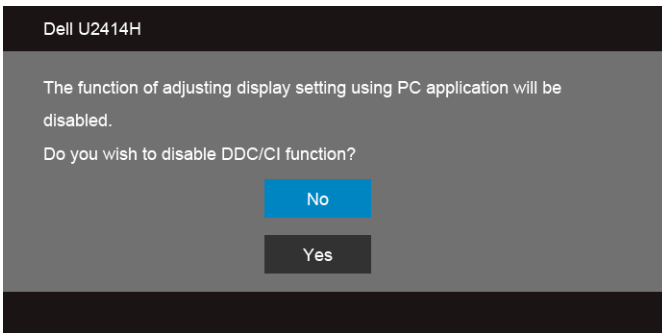 Dell U2414H
The function of adjusting display setting using PC application will be
disabled.
Do you wish to disable DDC/CI function?
No
Yes